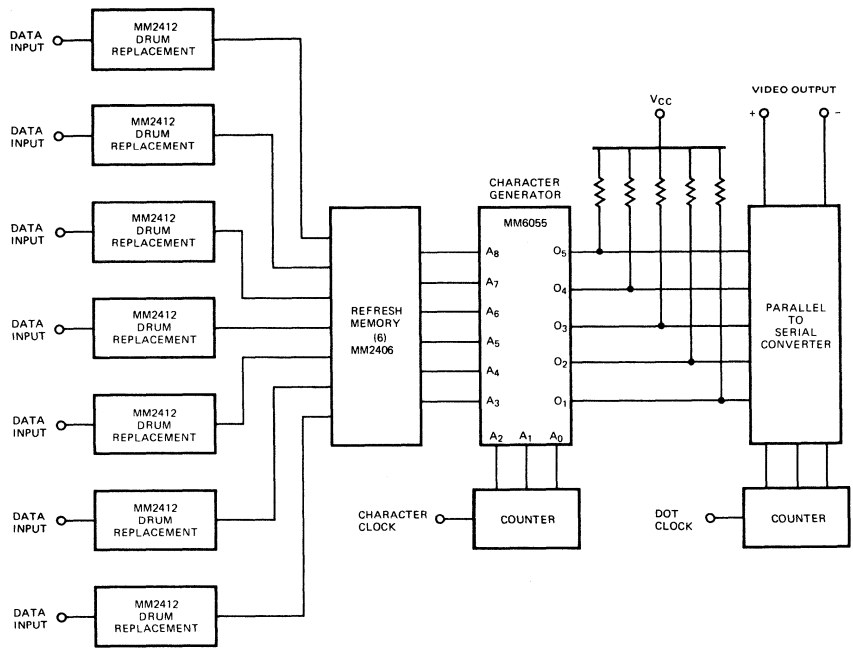 DATA
INPUT
MM2412
DRUM
REPLACEMENT
DATA
INPUT
MM2412
DRUM
REPLACEMENT
DATA
INPUT
MM2412
DRUM
REPLACEMENT
DATA
INPUT
MM2412
DRUM
REPLACEMENT
DATA
INPUT
MM2412
DRUM
REPLACEMENT
DATA
INPUT
MM2412
DRUM
REPLACEMENT
DATA
INPUT
MM2412
DRUM
REPLACEMENT
REFRESH
MEMORY
(6)
MM2406
CHARACTER
GENERATOR
MM6055
A8
A7
A6
A5
A4
A3
O5
O4
O3
O2
O1
A2 A1 A0
CHARACTER
CLOCK
COUNTER
VCC
VIDEO OUTPUT
+ −
PARALLEL
TO
SERIAL
CONVERTER
DOT
CLOCK
COUNTER